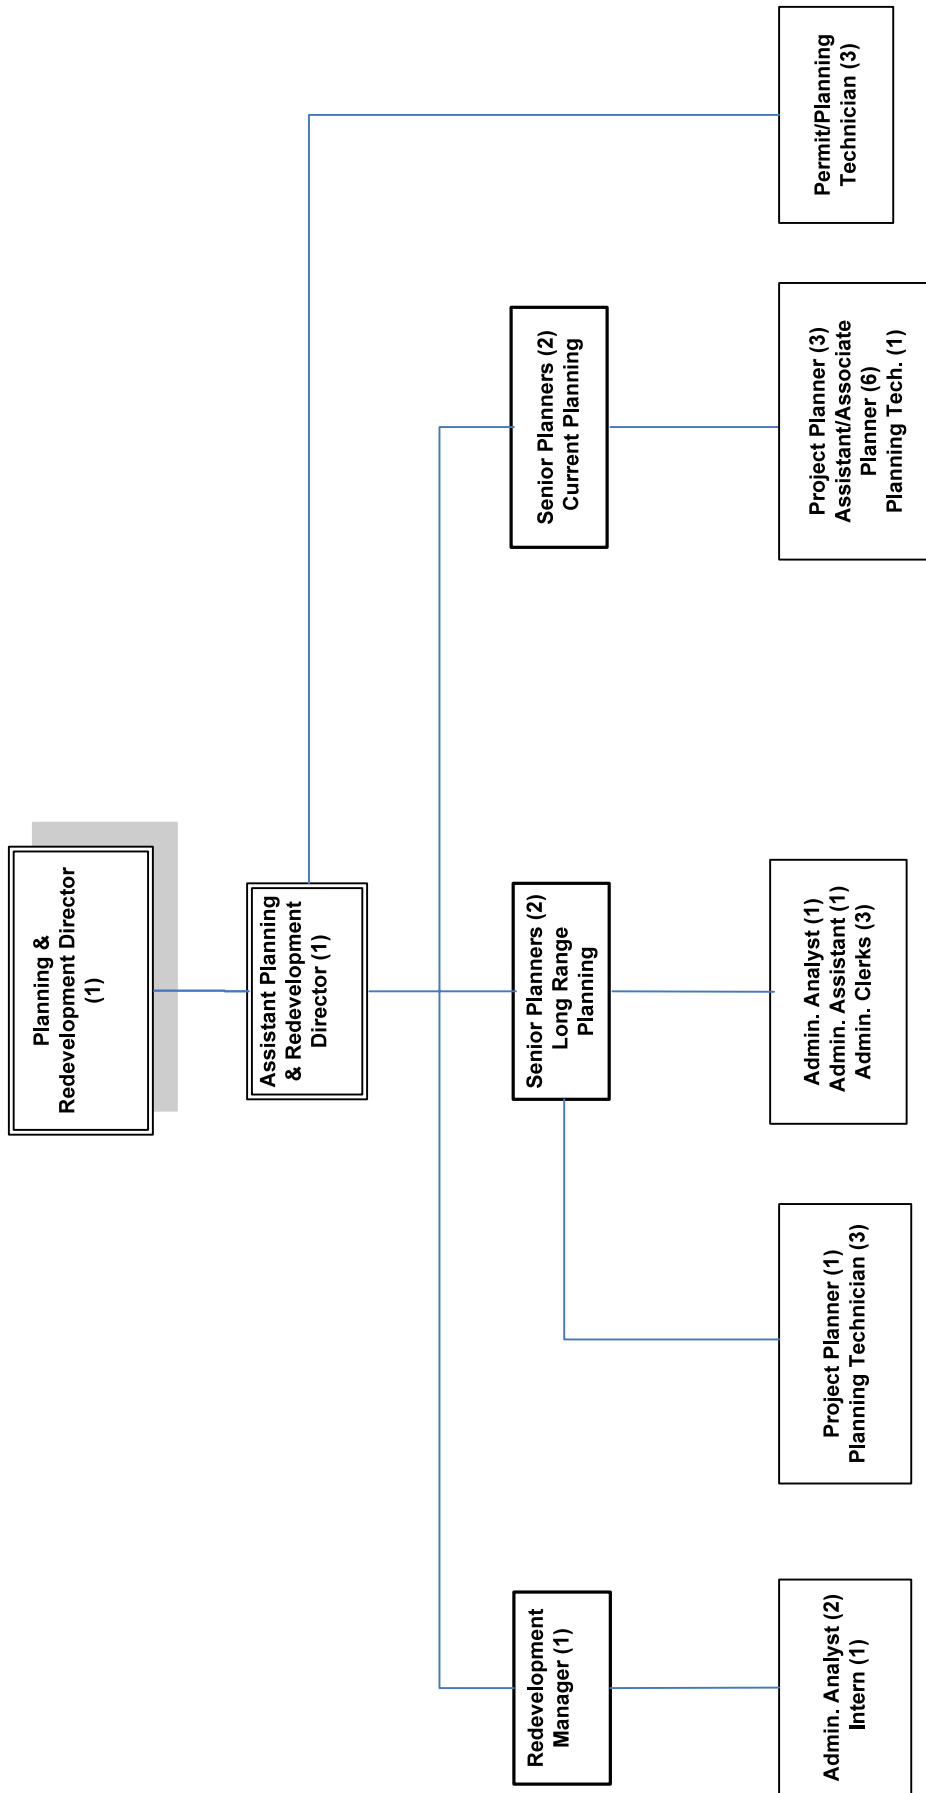 Planning &
Redevelopment Director
(1)
Assistant Planning
& Redevelopment
Director (1)
Redevelopment
Manager (1)
Senior Planners (2)
Long Range
Planning
Senior Planners (2)
Current Planning
Admin. Analyst (2)
Intern (1)
Project Planner (1)
Planning Technician (3)
Admin. Analyst (1)
Admin. Assistant (1)
Admin. Clerks (3)
Project Planner (3)
Assistant/Associate
Planner (6)
Planning Tech. (1)
Permit/Planning
Technician (3)